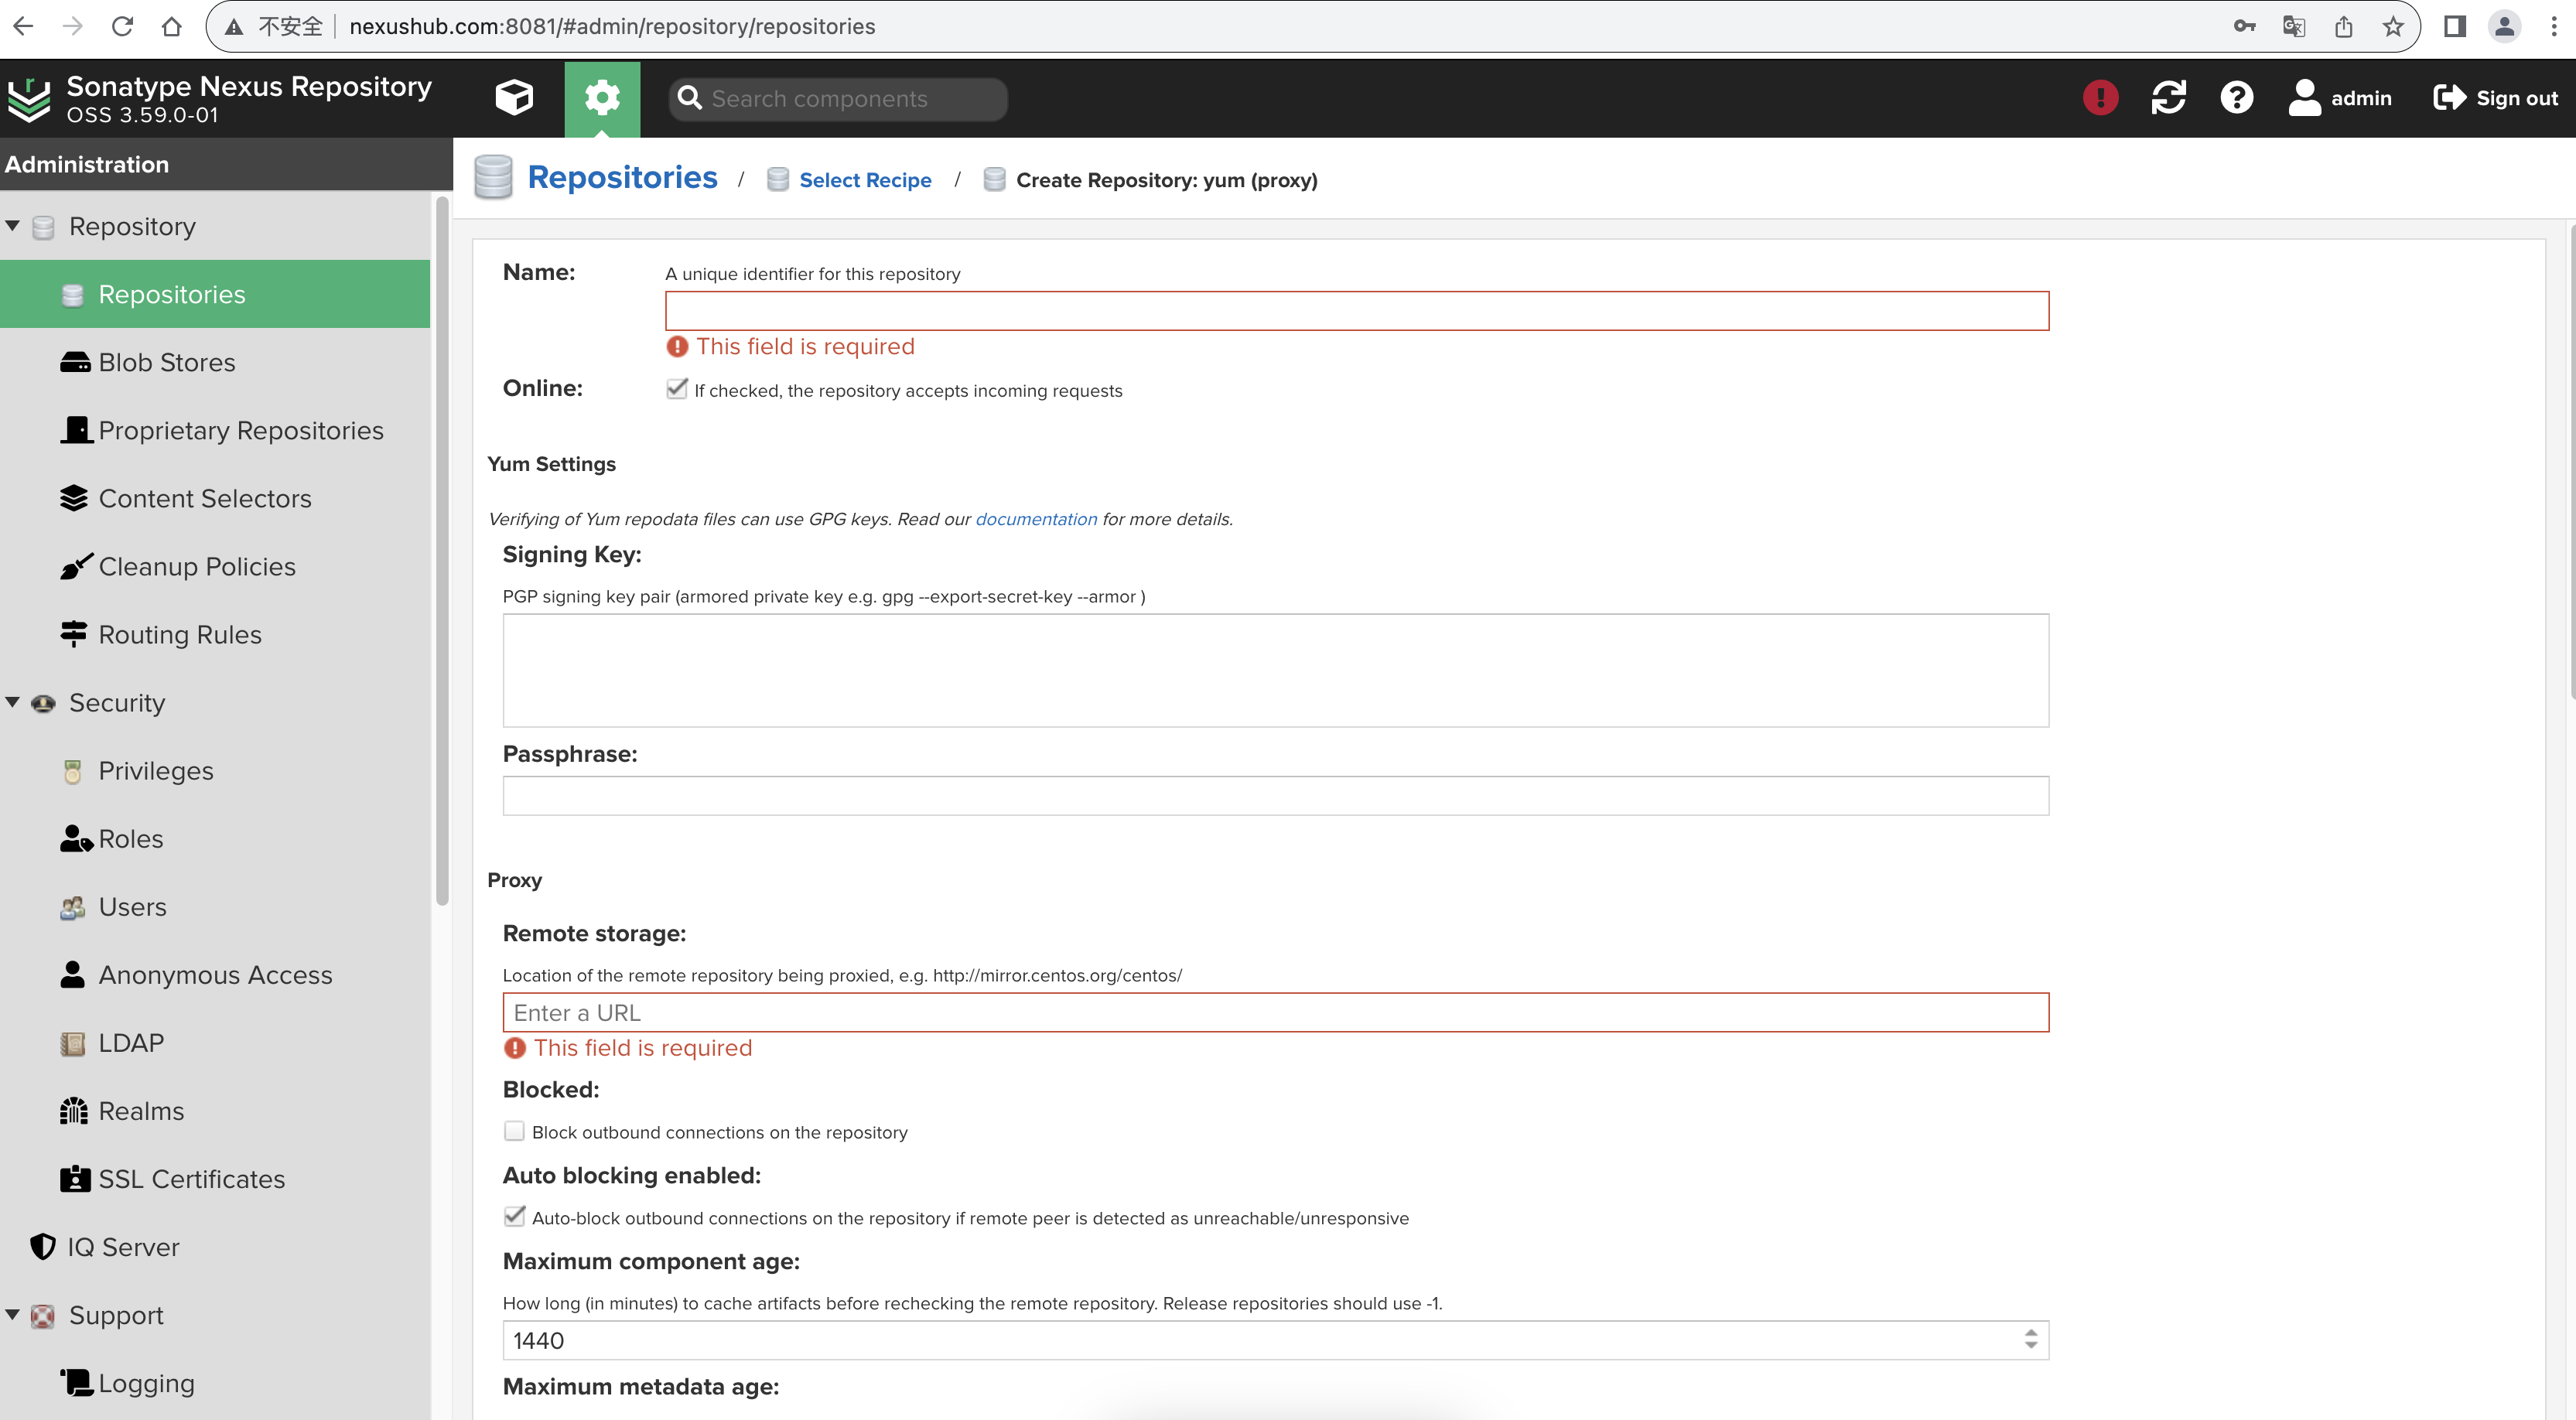 不安全 nexushub.com:8081/#admin/repository/repositories
Sonatype Nexus Repository
OSS 3.59.0-01
Search components
admin
Sign out
Administration
Repository
Repositories
Blob Stores
Proprietary Repositories
Content Selectors
Cleanup Policies
Routing Rules
Security
Privileges
Roles
Users
Anonymous Access
LDAP
Realms
SSL Certificates
IQ Server
Support
Logging
Repositories / Select Recipe / Create Repository: yum (proxy)
Name: A unique identifier for this repository
This field is required
Online: If checked, the repository accepts incoming requests
Yum Settings
Verifying of Yum repodata files can use GPG keys. Read our documentation for more details.
Signing Key:
PGP signing key pair (armored private key e.g. gpg --export-secret-key --armor )
Passphrase:
Proxy
Remote storage:
Location of the remote repository being proxied, e.g. http://mirror.centos.org/centos/
Enter a URL
This field is required
Blocked:
Block outbound connections on the repository
Auto blocking enabled:
Auto-block outbound connections on the repository if remote peer is detected as unreachable/unresponsive
Maximum component age:
How long (in minutes) to cache artifacts before rechecking the remote repository. Release repositories should use -1.
1440
Maximum metadata age: